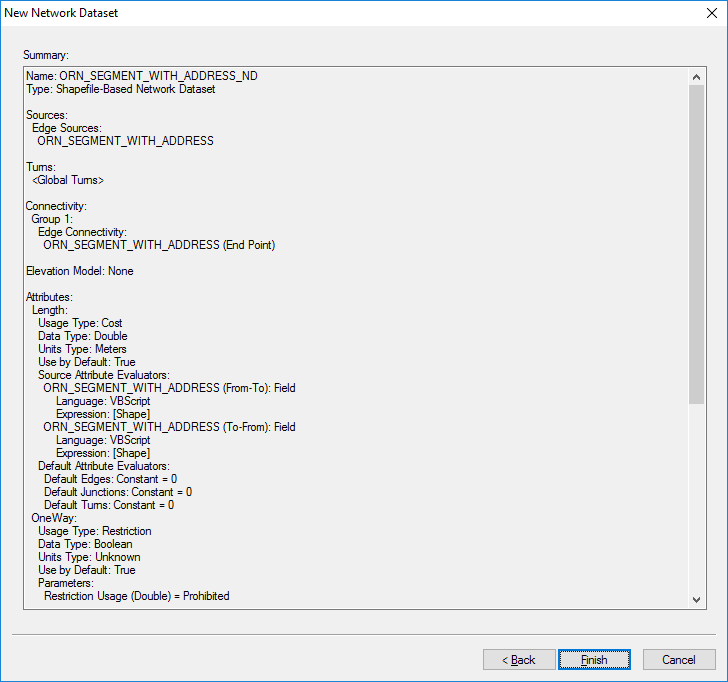 New Network Dataset
Summary:
Name: ORN_SEGMENT_WITH_ADDRESS_ND
Type: Shapefile-Based Network Dataset
Sources:
Edge Sources:
ORN_SEGMENT_WITH_ADDRESS
Turns:
<Global Turns>
Connectivity:
Group 1:
Edge Connectivity:
ORN_SEGMENT_WITH_ADDRESS (End Point)
Elevation Model: None
Attributes:
Length:
Usage Type: Cost
Data Type: Double
Units Type: Meters
Use by Default: True
Source Attribute Evaluators:
ORN_SEGMENT_WITH_ADDRESS (From-To): Field
Language: VBScript
Expression: [Shape]
ORN_SEGMENT_WITH_ADDRESS (To-From): Field
Language: VBScript
Expression: [Shape]
Default Attribute Evaluators:
Default Edges: Constant = 0
Default Junctions: Constant = 0
Default Turns: Constant = 0
OneWay:
Usage Type: Restriction
Data Type: Boolean
Units Type: Unknown
Use by Default: True
Parameters:
Restriction Usage (Double) = Prohibited
< Back Finish Cancel